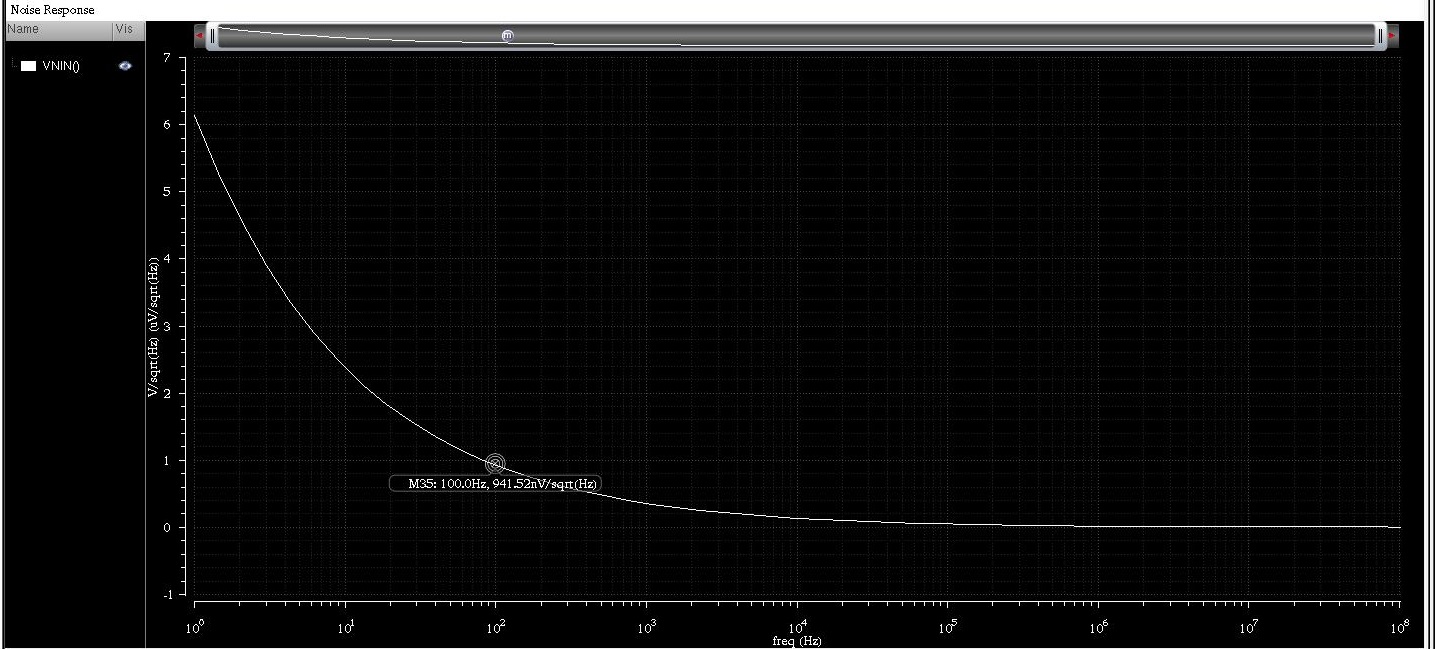 Noise Response
Name Vis
VNIN()
m
7
6
5
4
3
2
1
0
-1
V/sqrt(Hz) (uV/sqrt(Hz))
M35: 100.0Hz, 941.52nV/sqrt(Hz)
10⁰ 10¹ 10² 10³ 10⁴ 10⁵ 10⁶ 10⁷ 10⁸
freq (Hz)